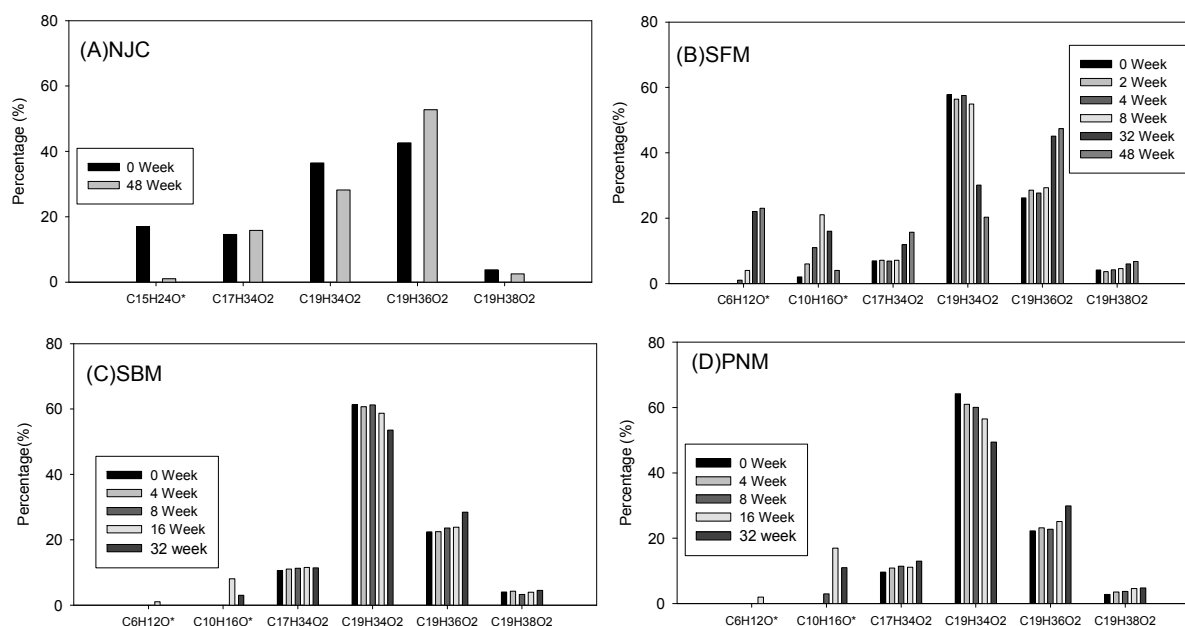 (A)NJC
Percentage (%)
80
60
40
20
0
0 Week
48 Week
C15H24O*
C17H34O2
C19H34O2
C19H36O2
C19H38O2
(B)SFM
Percentage(%)
80
60
40
20
0
0 Week
2 Week
4 Week
8 Week
32 Week
48 Week
C6H12O*
C10H16O*
C17H34O2
C19H34O2
C19H36O2
C19H38O2
(C)SBM
Percentage(%)
80
60
40
20
0
0 Week
4 Week
8 Week
16 Week
32 week
C6H12O*
C10H16O*
C17H34O2
C19H34O2
C19H36O2
C19H38O2
(D)PNM
Percentage (%)
80
60
40
20
0
0 Week
4 Week
8 Week
16 Week
32 week
C6H12O*
C10H16O*
C17H34O2
C19H34O2
C19H36O2
C19H38O2